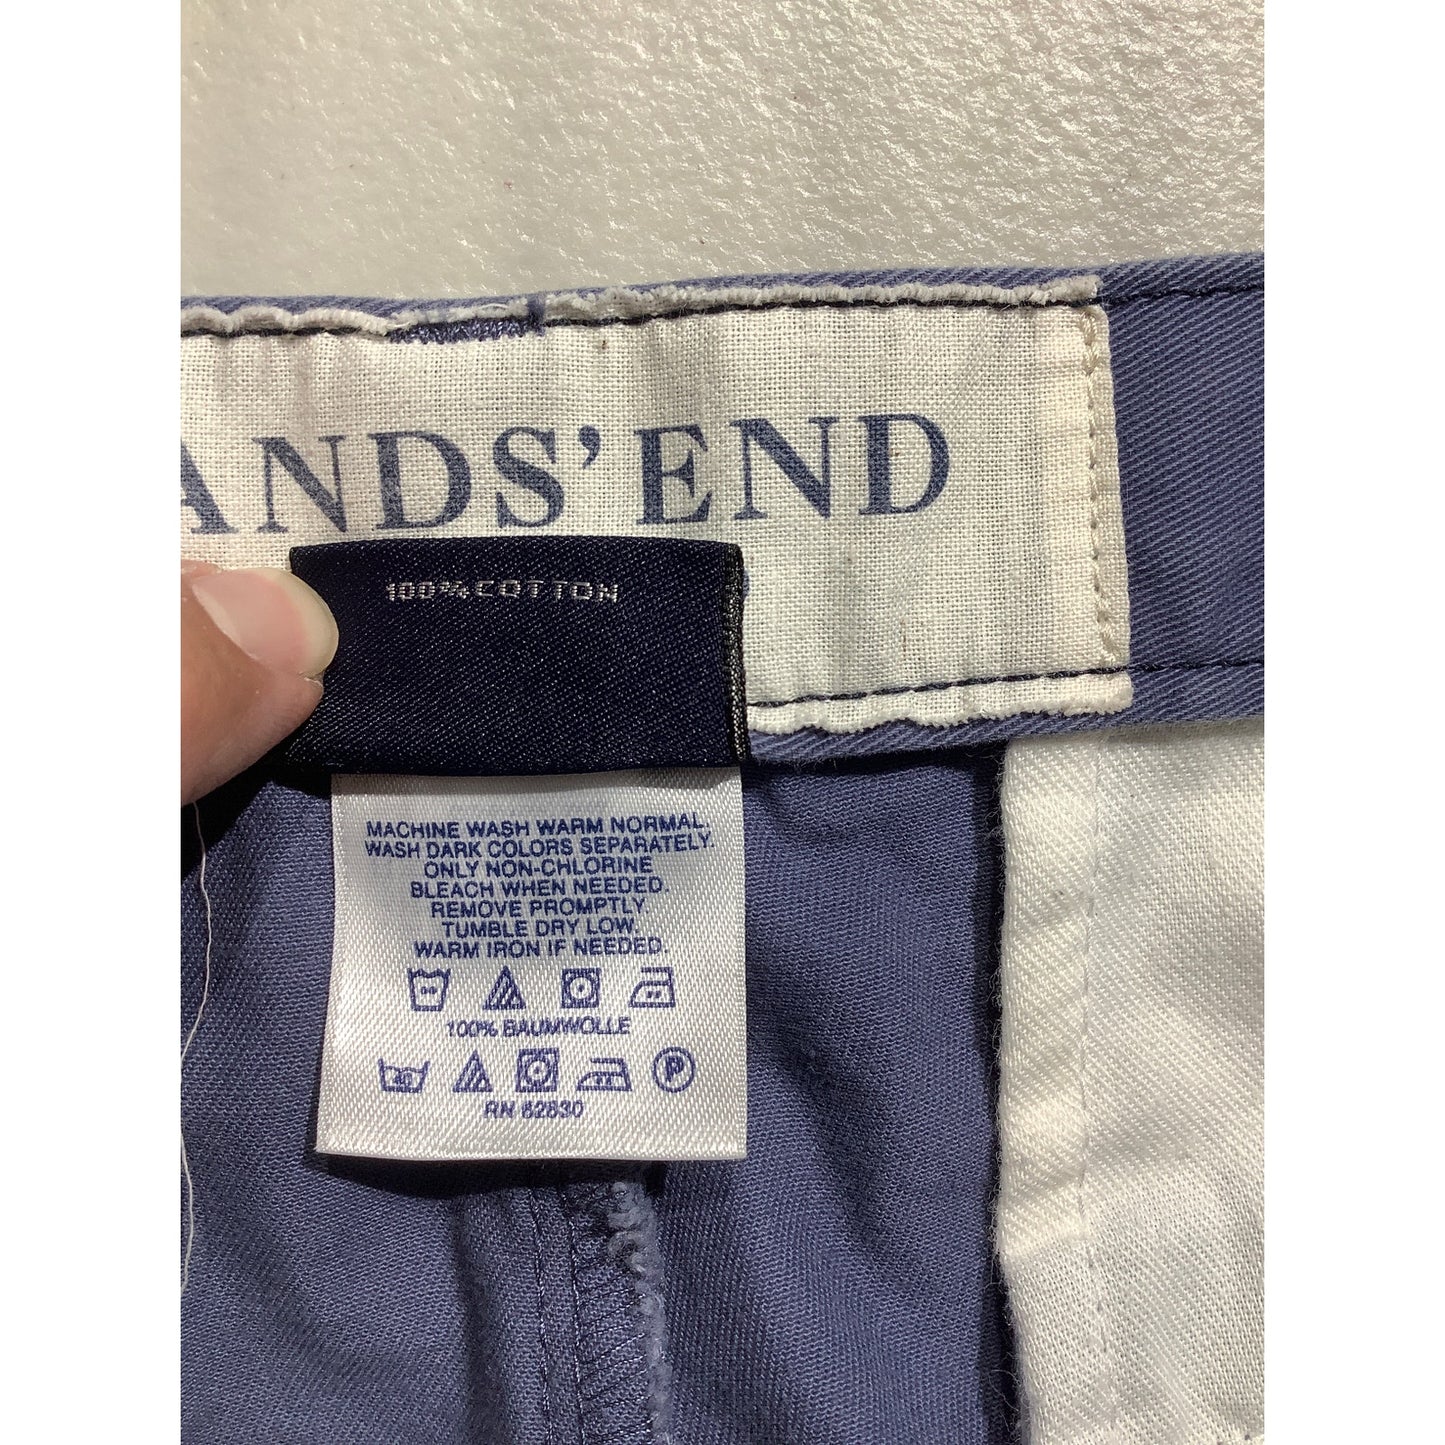 ANDS' END
100% COTTON
MACHINE WASH WARM NORMAL.
WASH DARK COLORS SEPARATELY.
ONLY NON-CHLORINE
BLEACH WHEN NEEDED.
REMOVE PROMPTLY.
TUMBLE DRY LOW.
WARM IRON IF NEEDED.
100% BAUMWOLLE
40 P
RN 62830